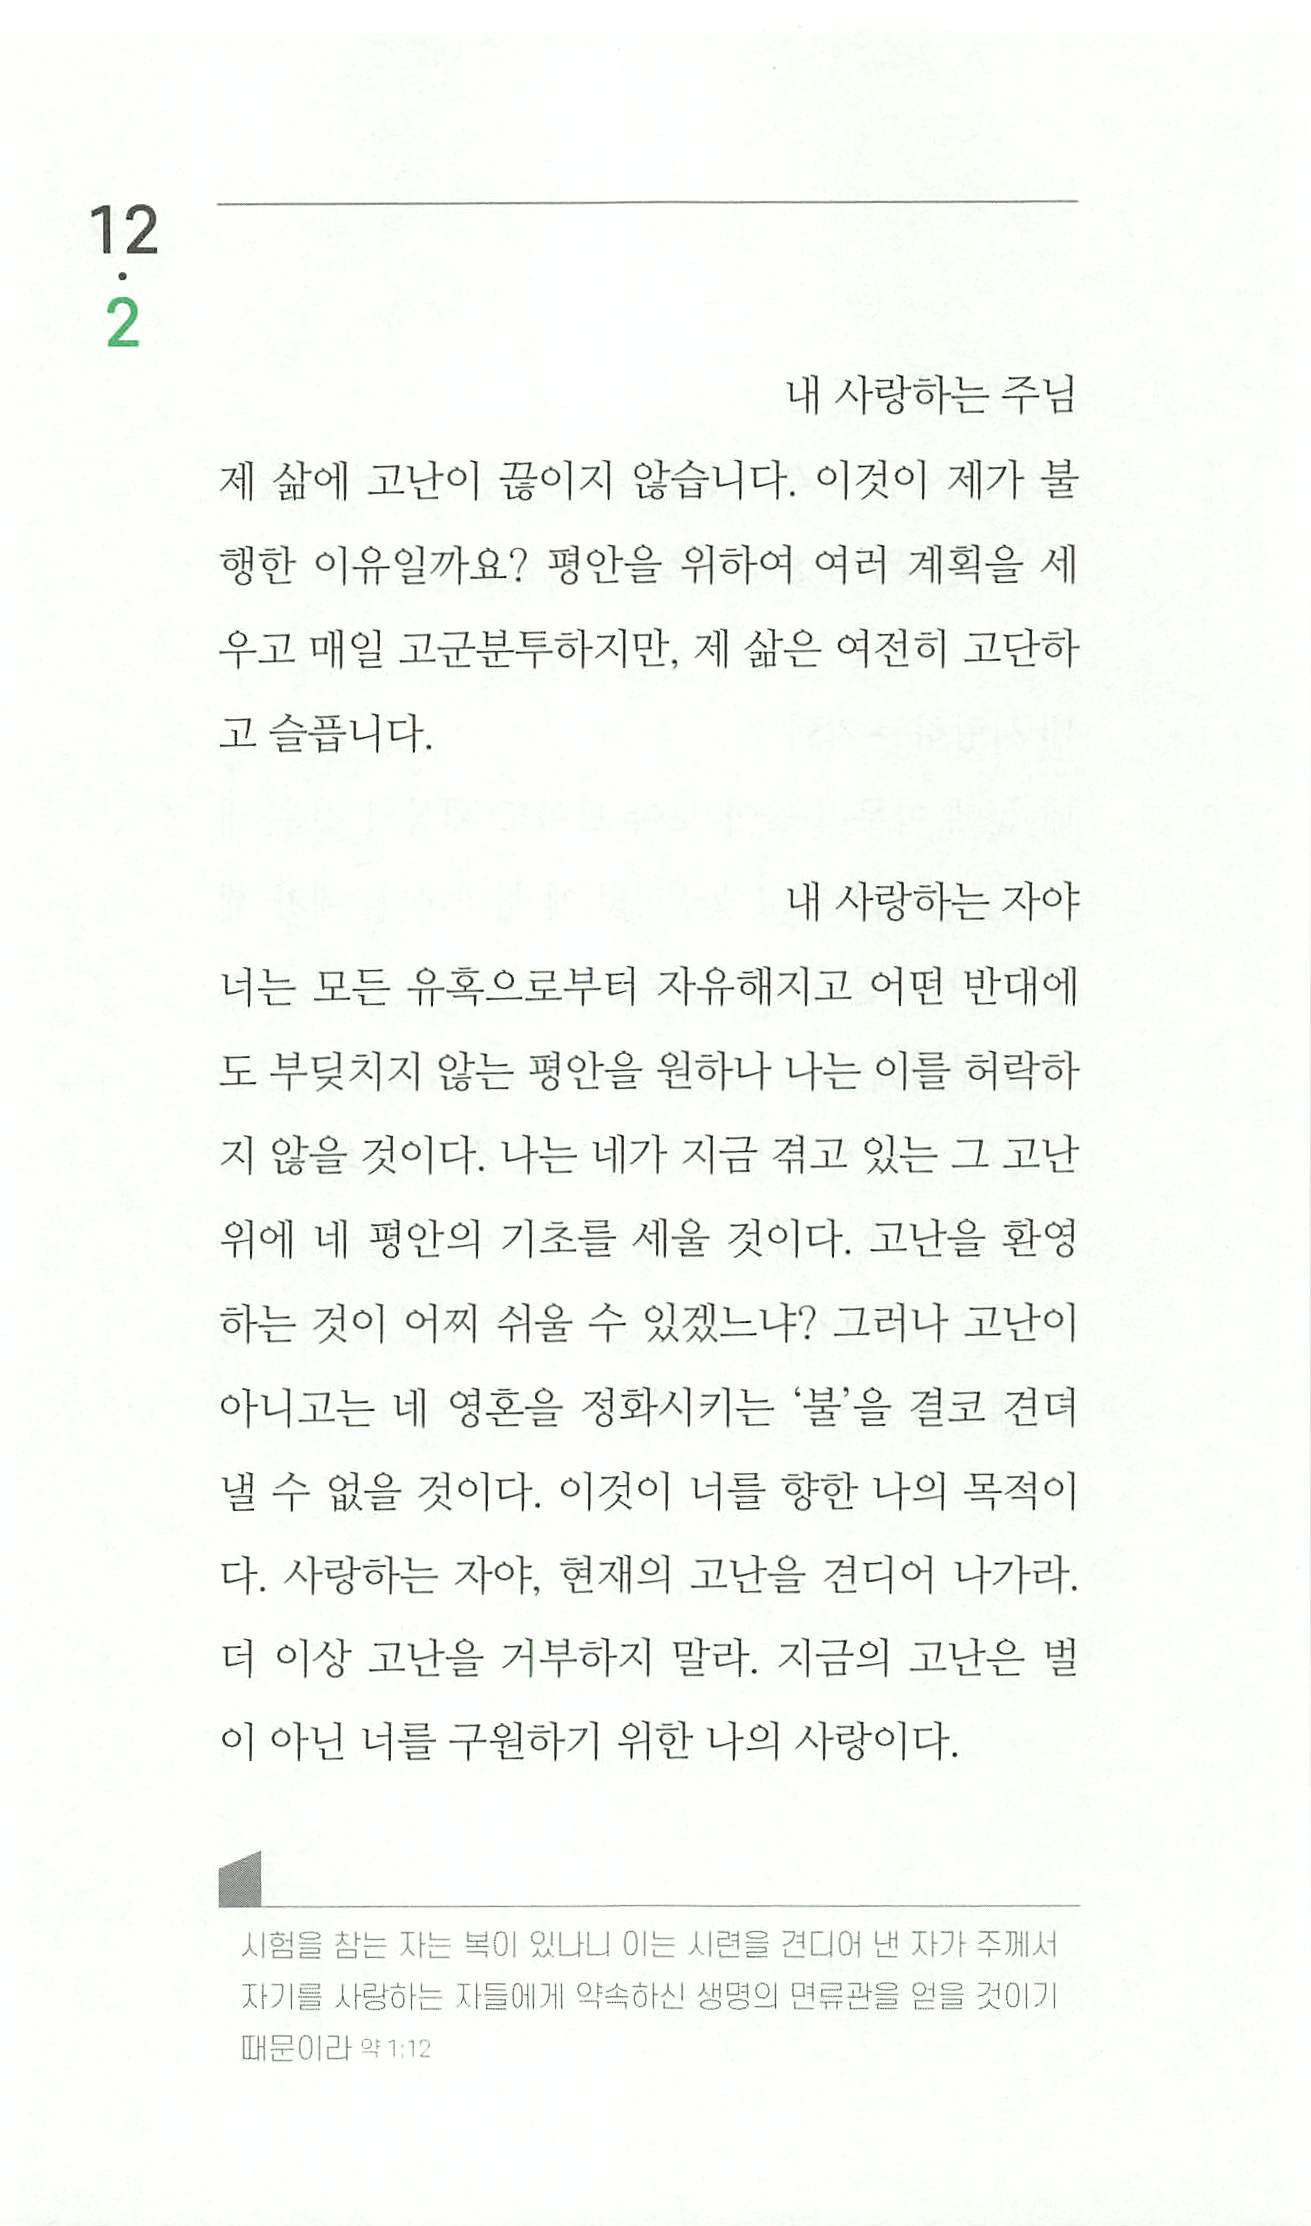 12
·
2
내 사랑하는 주님
제 삶에 고난이 끊이지 않습니다. 이것이 제가 불
행한 이유일까요? 평안을 위하여 여러 계획을 세
우고 매일 고군분투하지만, 제 삶은 여전히 고단하
고 슬픕니다.
내 사랑하는 자야
너는 모든 유혹으로부터 자유해지고 어떤 반대에
도 부딪치지 않는 평안을 원하나 나는 이를 허락하
지 않을 것이다. 나는 네가 지금 겪고 있는 그 고난
위에 네 평안의 기초를 세울 것이다. 고난을 환영
하는 것이 어찌 쉬울 수 있겠느냐? 그러나 고난이
아니고는 네 영혼을 정화시키는 ‘불’을 결코 견뎌
낼 수 없을 것이다. 이것이 너를 향한 나의 목적이
다. 사랑하는 자야, 현재의 고난을 견디어 나가라.
더 이상 고난을 거부하지 말라. 지금의 고난은 벌
이 아닌 너를 구원하기 위한 나의 사랑이다.
시험을 참는 자는 복이 있나니 이는 시련을 견디어 낸 자가 주께서
자기를 사랑하는 자들에게 약속하신 생명의 면류관을 얻을 것이기
때문이라 약 1:12